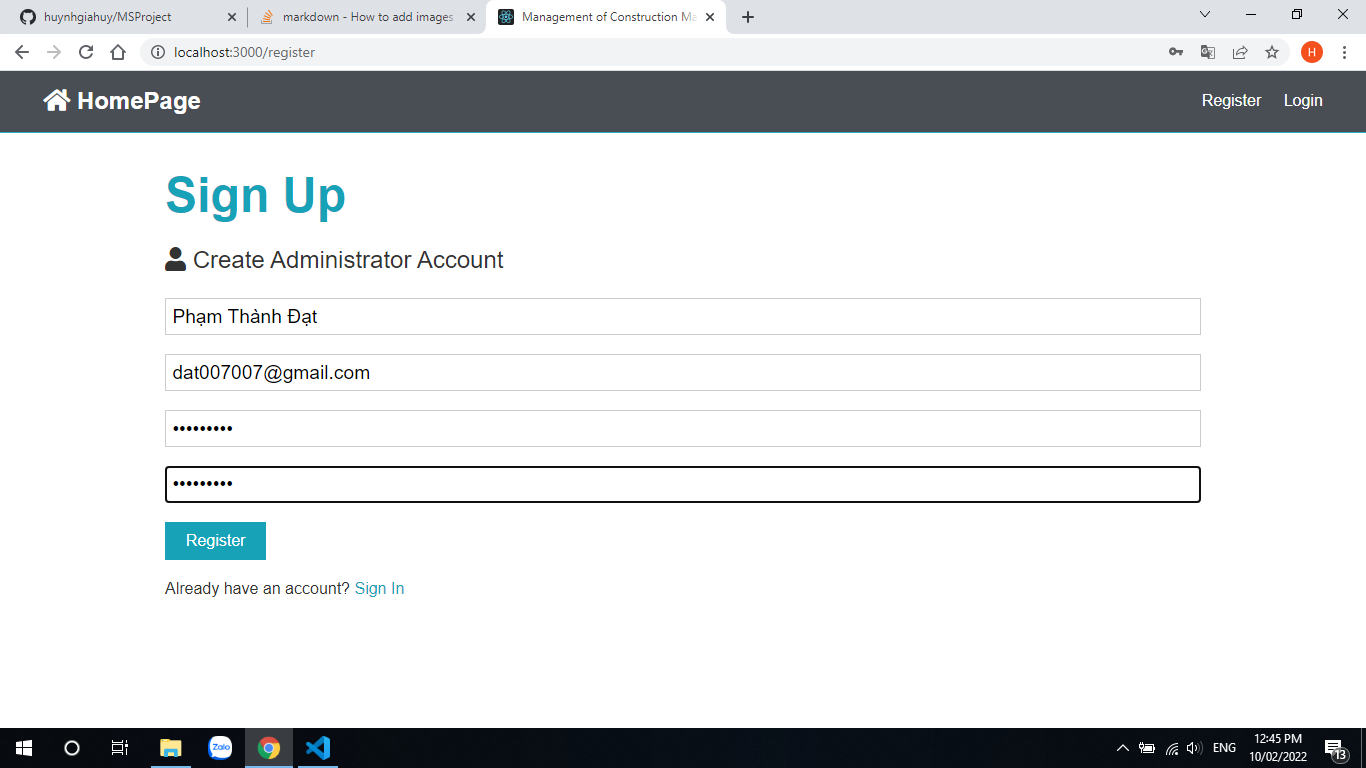 huynhgiahuy/MSProject
markdown - How to add images
Management of Construction Ma
localhost:3000/register
H
HomePage
Register
Login
Sign Up
Create Administrator Account
Phạm Thành Đạt
dat007007@gmail.com
•••••••••
•••••••••
Register
Already have an account? Sign In
Zalo
ENG
12:45 PM
10/02/2022
13